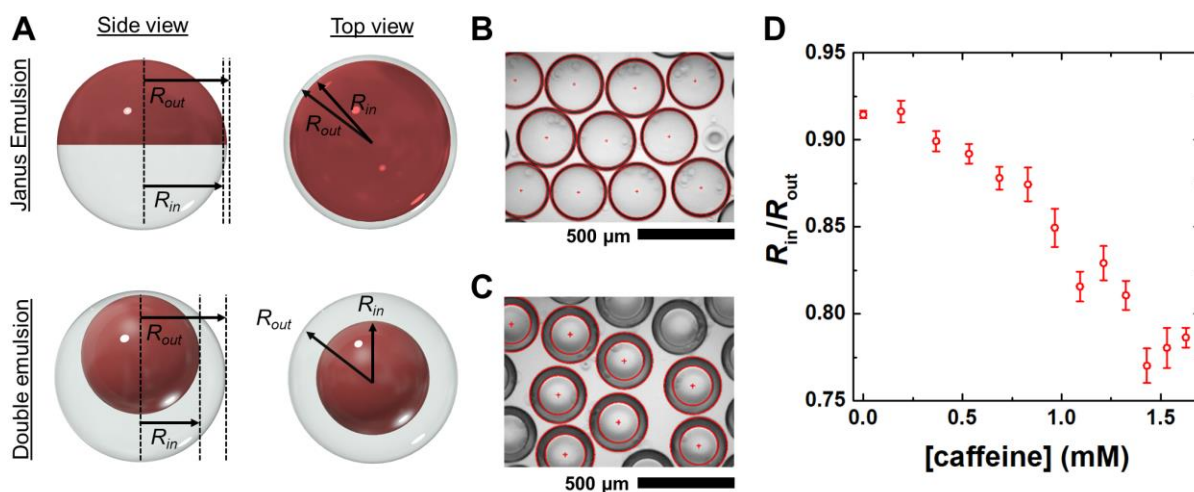 A
Side view
Top view
Janus Emulsion
R_out
R_in
R_in
R_out
Double emulsion
R_out
R_in
R_out
R_in
B
500 µm
C
500 µm
D
0.95
0.90
0.85
0.80
0.75
R_in/R_out
0.0 0.5 1.0 1.5
[caffeine] (mM)